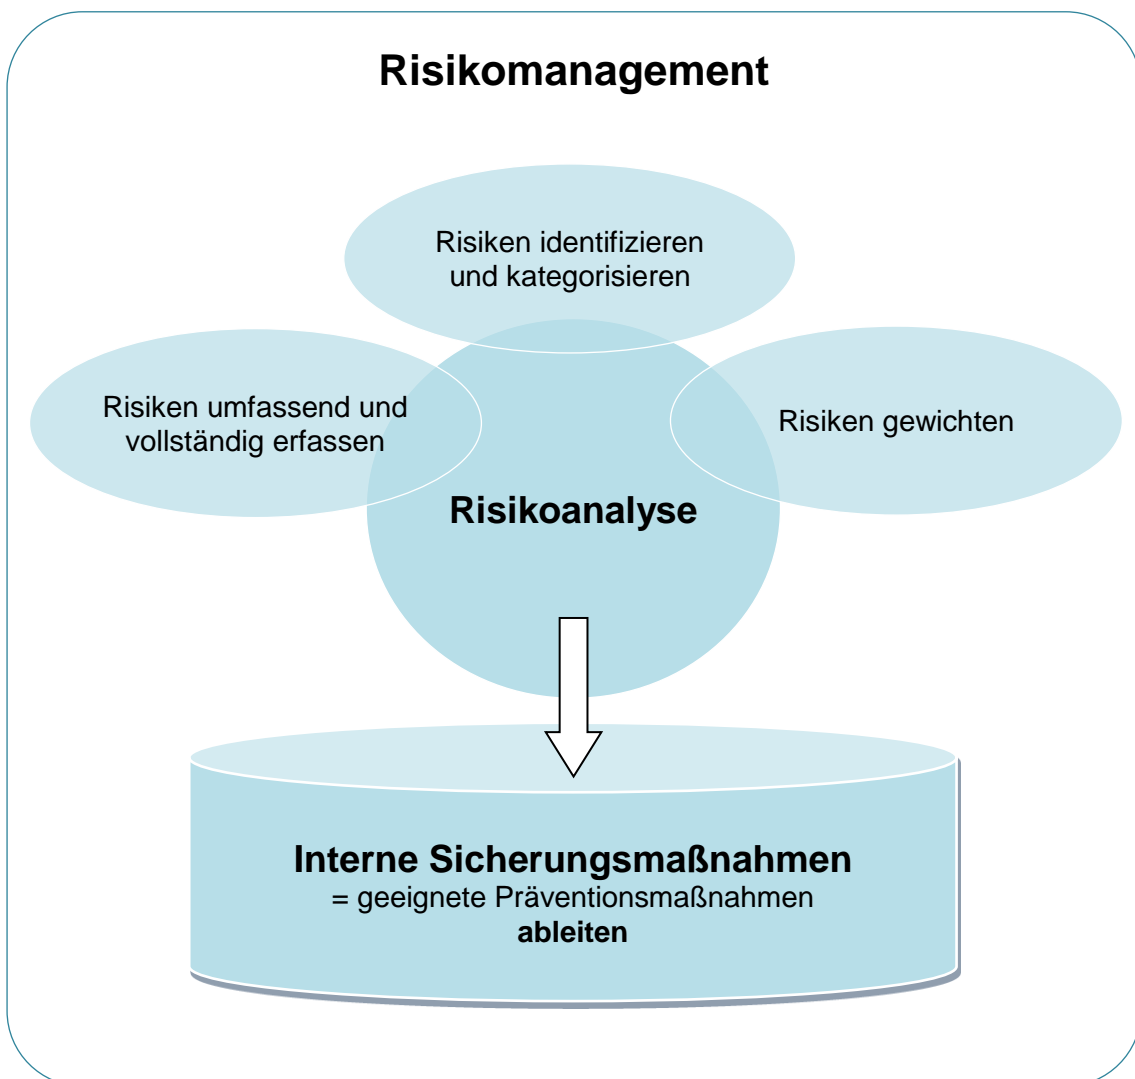 Risikomanagement
Risiken identifizieren
und kategorisieren
Risiken umfassend und
vollständig erfassen
Risiken gewichten
Risikoanalyse
Interne Sicherungsmaßnahmen
= geeignete Präventionsmaßnahmen
ableiten